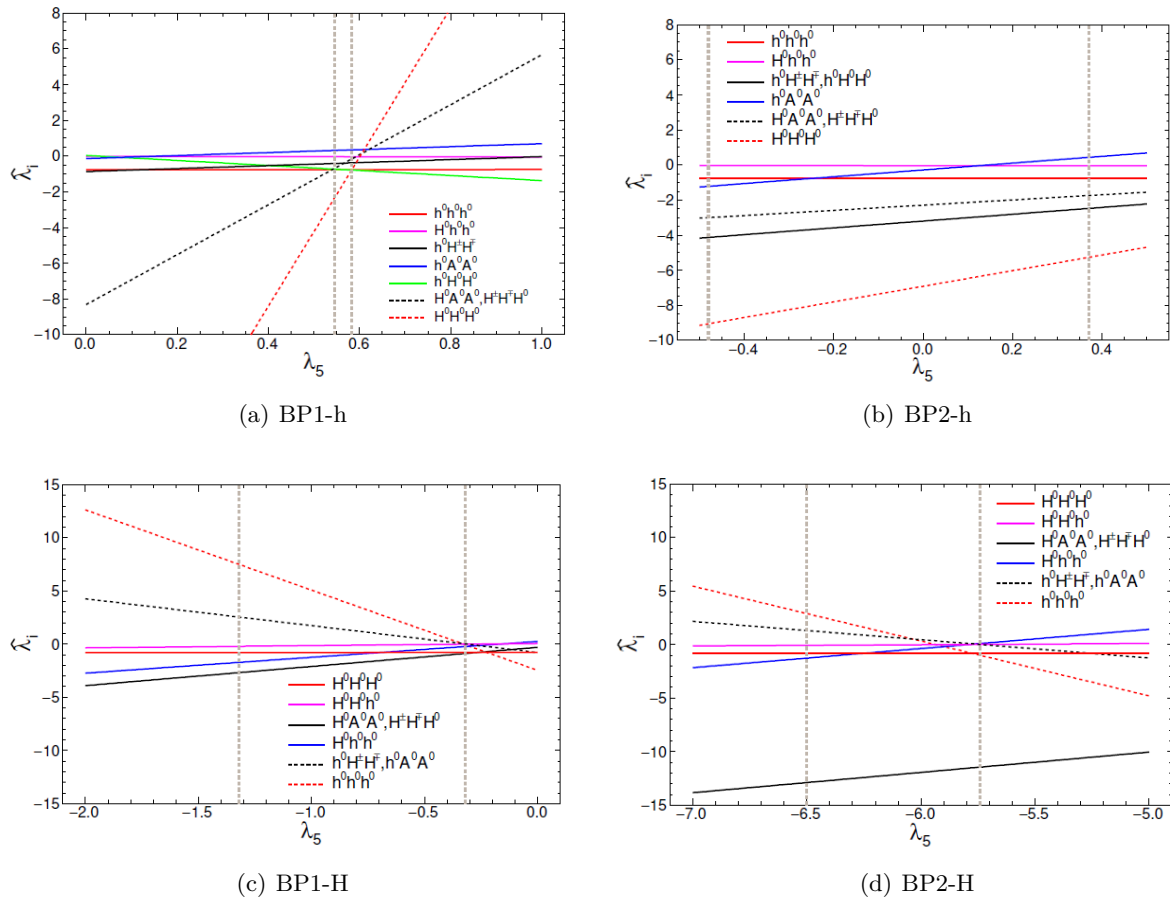 8
6
4
2
0
−2
−4
−6
−8
−10
λ̂ᵢ
h⁰h⁰h⁰
H⁰h⁰h⁰
h⁰H±H∓
h⁰A⁰A⁰
h⁰H⁰H⁰
H⁰A⁰A⁰,H±H∓H⁰
H⁰H⁰H⁰
0.0 0.2 0.4 0.6 0.8 1.0
λ₅
(a) BP1-h
8
6
4
2
0
−2
−4
−6
−8
−10
λ̂ᵢ
h⁰h⁰h⁰
H⁰h⁰h⁰
h⁰H±H∓,h⁰H⁰H⁰
h⁰A⁰A⁰
H⁰A⁰A⁰,H±H∓H⁰
H⁰H⁰H⁰
−0.4 −0.2 0.0 0.2 0.4
λ₅
(b) BP2-h
15
10
5
0
−5
−10
−15
λ̂ᵢ
H⁰H⁰H⁰
H⁰H⁰h⁰
H⁰A⁰A⁰,H±H∓H⁰
H⁰h⁰h⁰
h⁰H±H∓,h⁰A⁰A⁰
h⁰h⁰h⁰
−2.0 −1.5 −1.0 −0.5 0.0
λ₅
(c) BP1-H
15
10
5
0
−5
−10
−15
λ̂ᵢ
H⁰H⁰H⁰
H⁰H⁰h⁰
H⁰A⁰A⁰,H±H∓H⁰
H⁰h⁰h⁰
h⁰H±H∓,h⁰A⁰A⁰
h⁰h⁰h⁰
−7.0 −6.5 −6.0 −5.5 −5.0
λ₅
(d) BP2-H